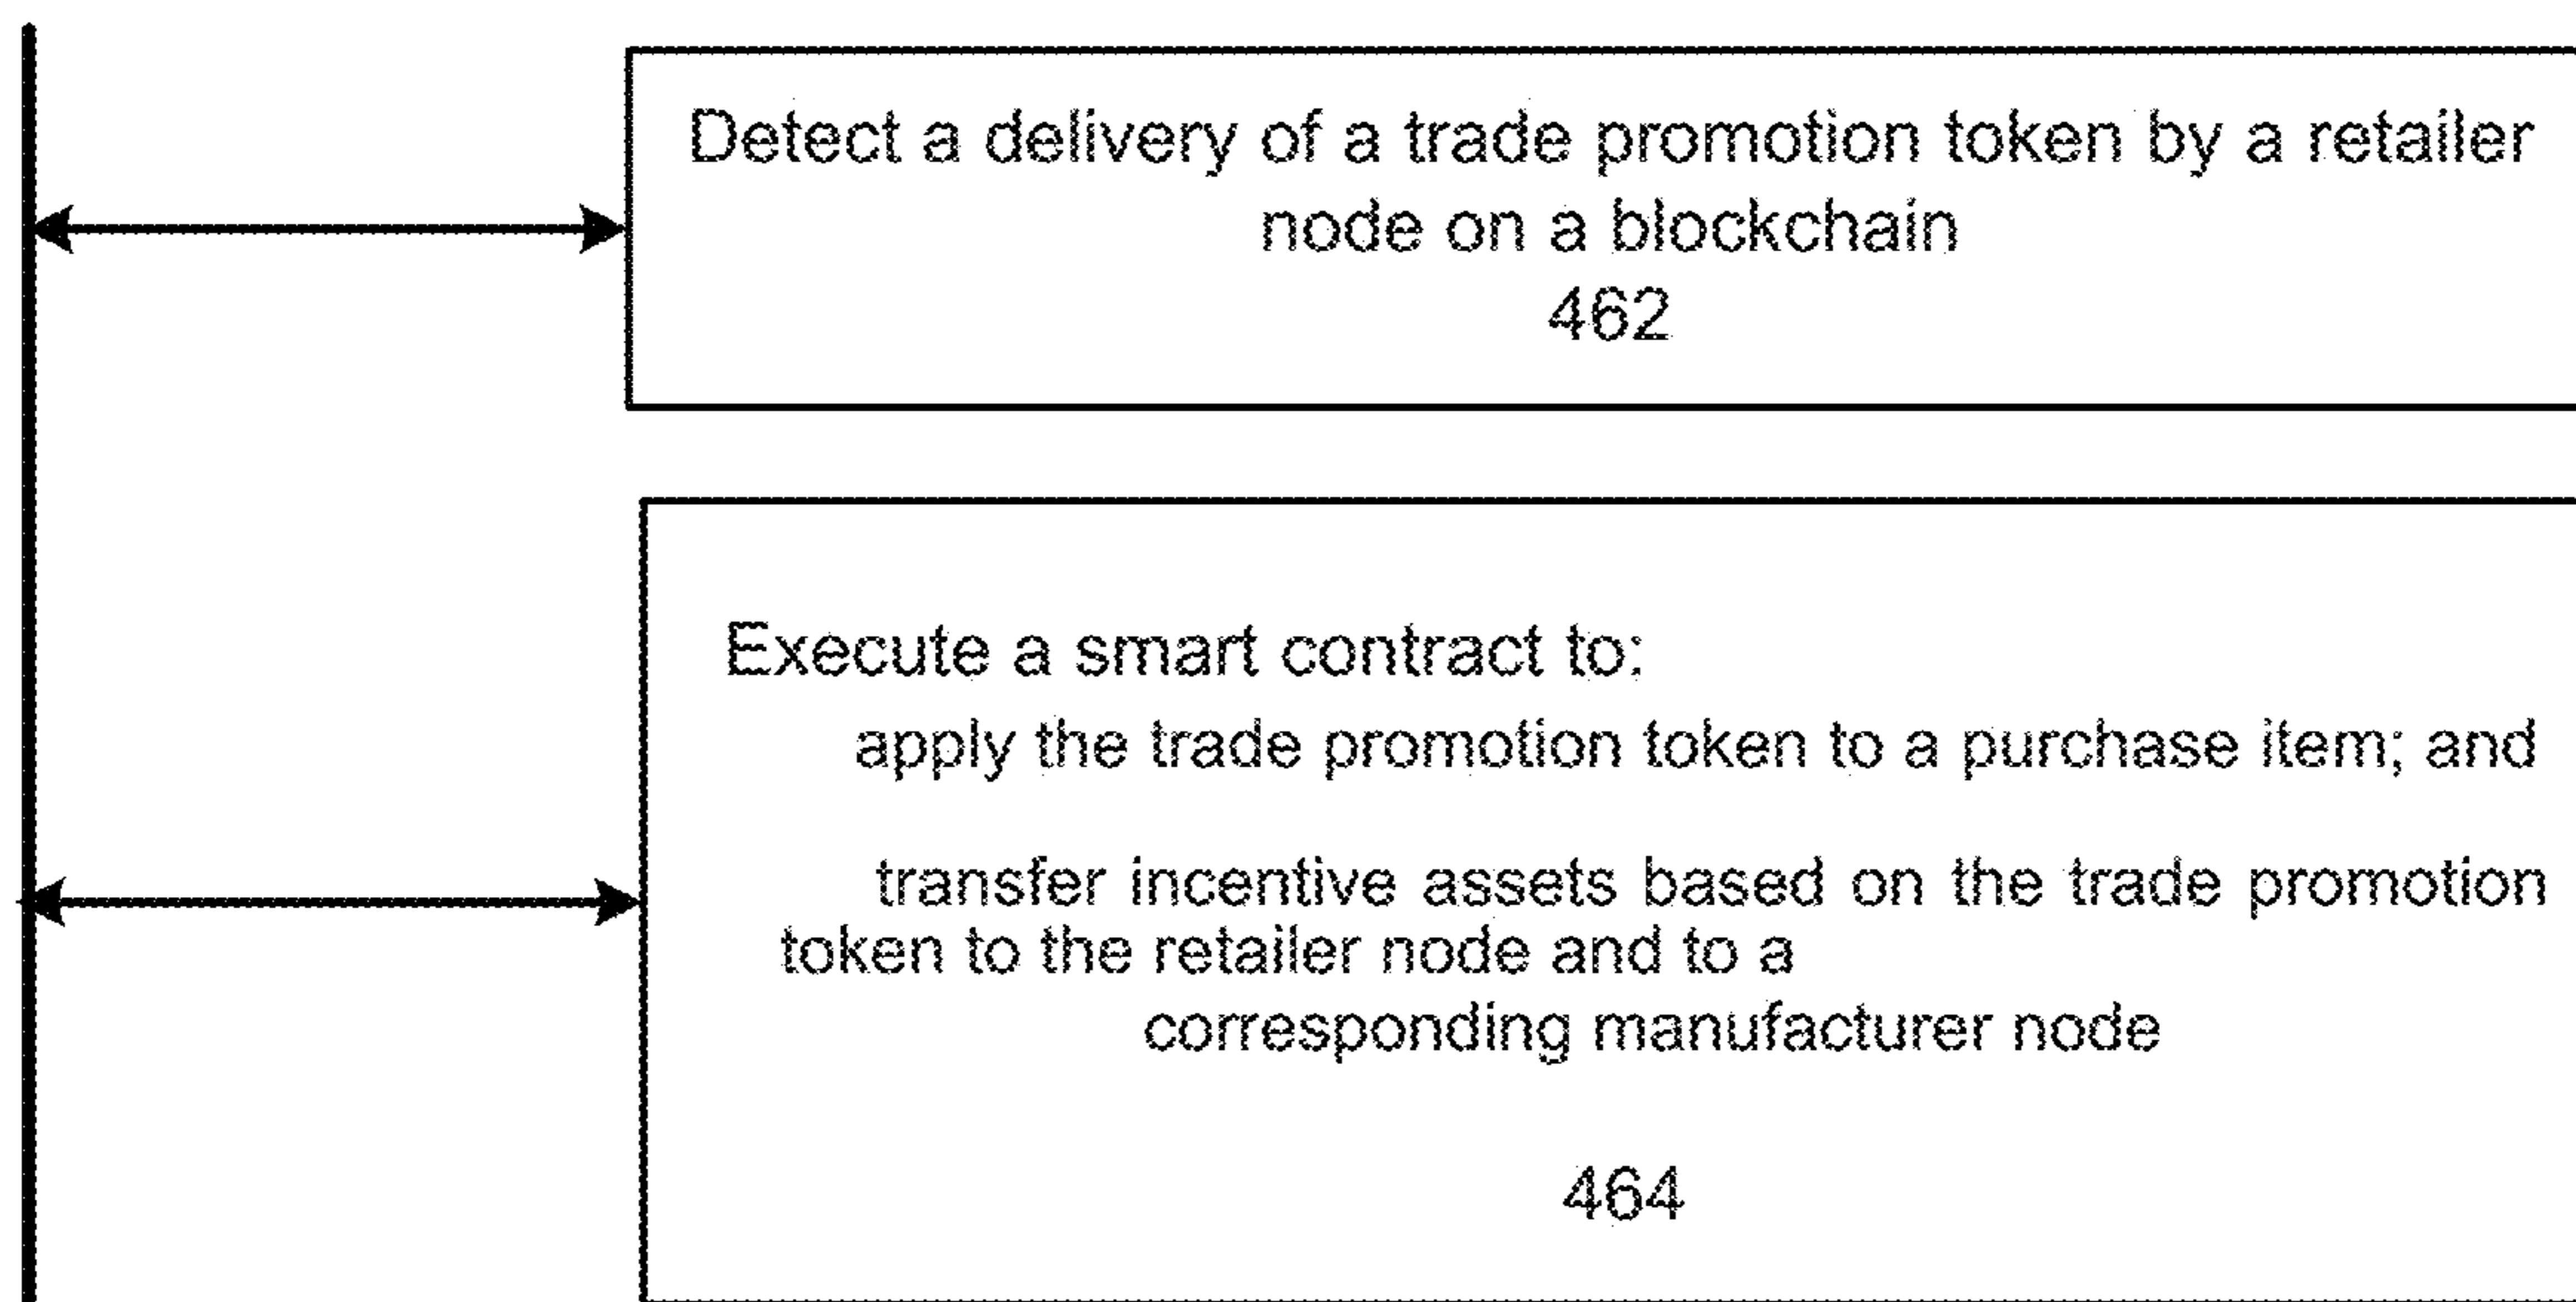 Detect a delivery of a trade promotion token by a retailer
node on a blockchain
462
Execute a smart contract to:
apply the trade promotion token to a purchase item; and
transfer incentive assets based on the trade promotion
token to the retailer node and to a
corresponding manufacturer node
464